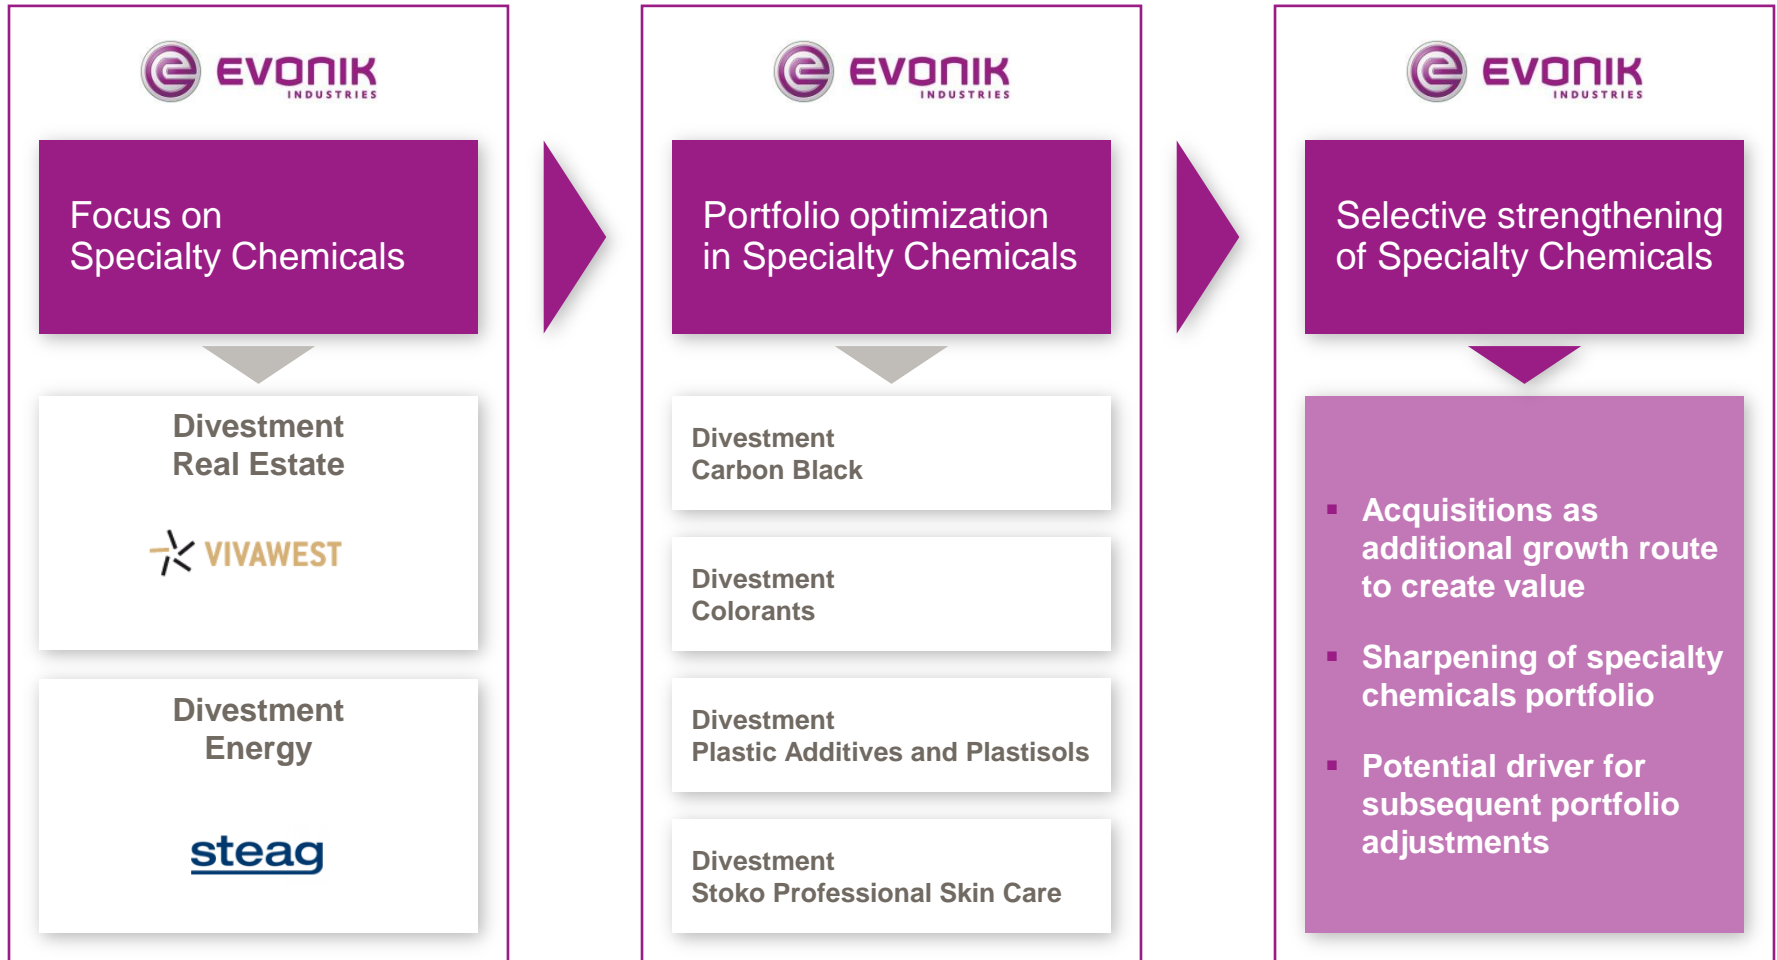 EVONIK
INDUSTRIES
Focus on
Specialty Chemicals
Divestment
Real Estate
VIVAWEST
Divestment
Energy
steag
EVONIK
INDUSTRIES
Portfolio optimization
in Specialty Chemicals
Divestment
Carbon Black
Divestment
Colorants
Divestment
Plastic Additives and Plastisols
Divestment
Stoko Professional Skin Care
EVONIK
INDUSTRIES
Selective strengthening
of Specialty Chemicals
▪ Acquisitions as
additional growth route
to create value
▪ Sharpening of specialty
chemicals portfolio
▪ Potential driver for
subsequent portfolio
adjustments